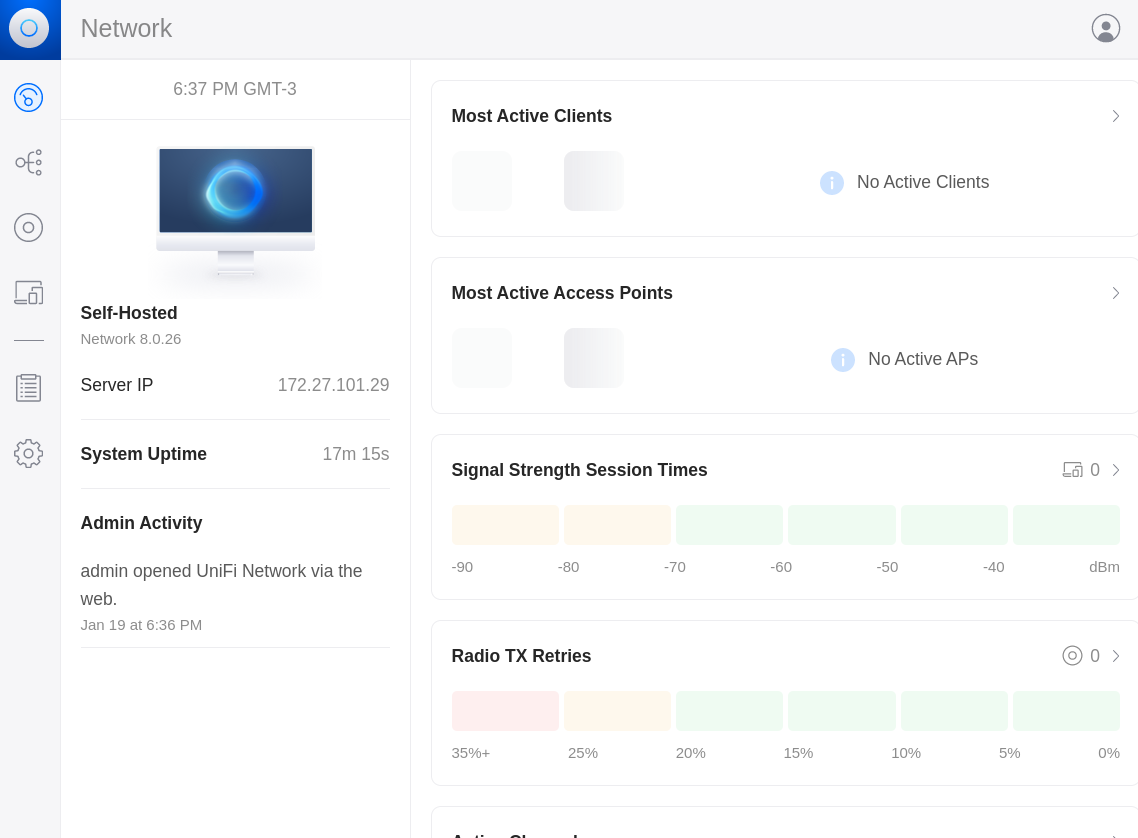 Network
6:37 PM GMT-3
Self-Hosted
Network 8.0.26
Server IP 172.27.101.29
System Uptime 17m 15s
Admin Activity
admin opened UniFi Network via the
web.
Jan 19 at 6:36 PM
Most Active Clients
No Active Clients
Most Active Access Points
No Active APs
Signal Strength Session Times 0
-90 -80 -70 -60 -50 -40 dBm
Radio TX Retries 0
35%+ 25% 20% 15% 10% 5% 0%